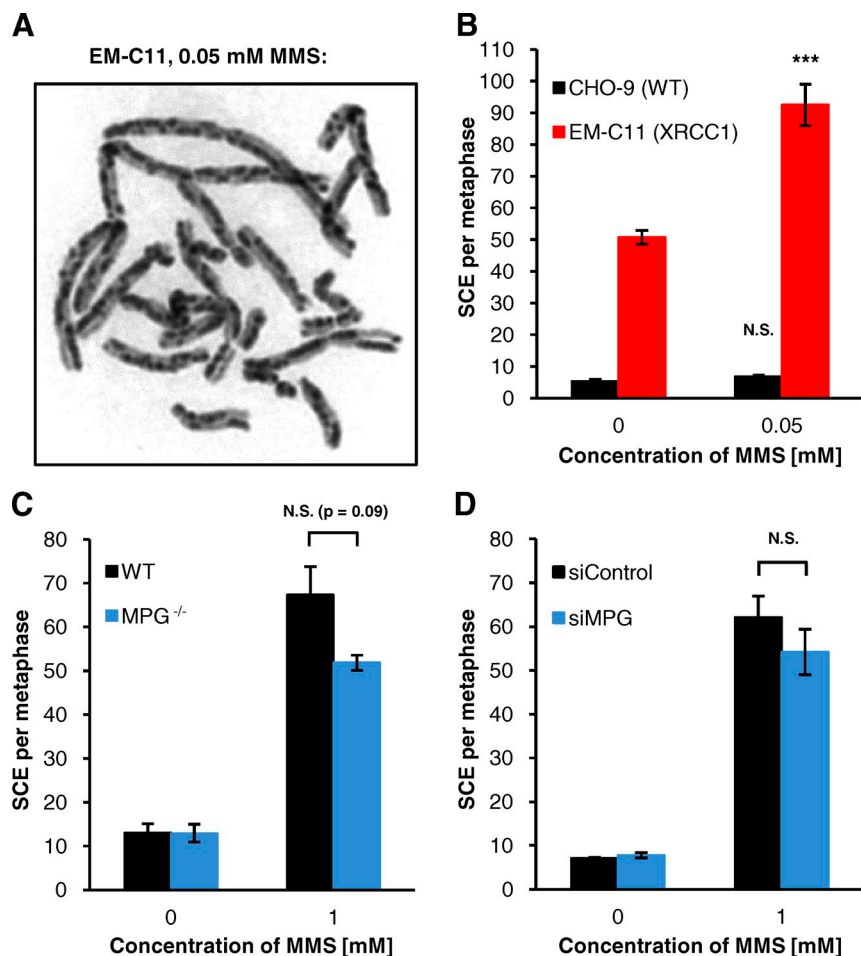 A
EM-C11, 0.05 mM MMS:
B
SCE per metaphase
110
100
90
80
70
60
50
40
30
20
10
0
CHO-9 (WT)
EM-C11 (XRCC1)
***
N.S.
0 0.05
Concentration of MMS [mM]
C
SCE per metaphase
80
70
60
50
40
30
20
10
0
N.S. (p = 0.09)
WT
MPG -/-
0 1
Concentration of MMS [mM]
D
SCE per metaphase
80
70
60
50
40
30
20
10
0
N.S.
siControl
siMPG
0 1
Concentration of MMS [mM]